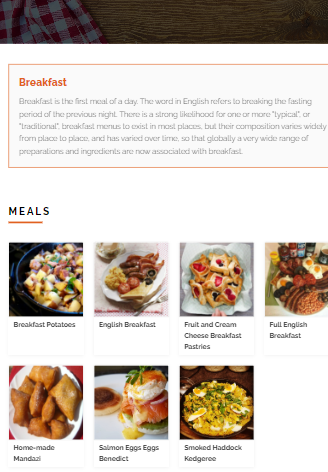 Breakfast
Breakfast is the first meal of a day. The word in English refers to breaking the fasting
period of the previous night. There is a strong likelihood for one or more "typical", or
"traditional", breakfast menus to exist in most places, but their composition varies widely
from place to place, and has varied over time, so that globally a very wide range of
preparations and ingredients are now associated with breakfast.
MEALS
Breakfast Potatoes
English Breakfast
Fruit and Cream
Cheese Breakfast
Pastries
Full English
Breakfast
Home-made
Mandazi
Salmon Eggs Eggs
Benedict
Smoked Haddock
Kedgeree